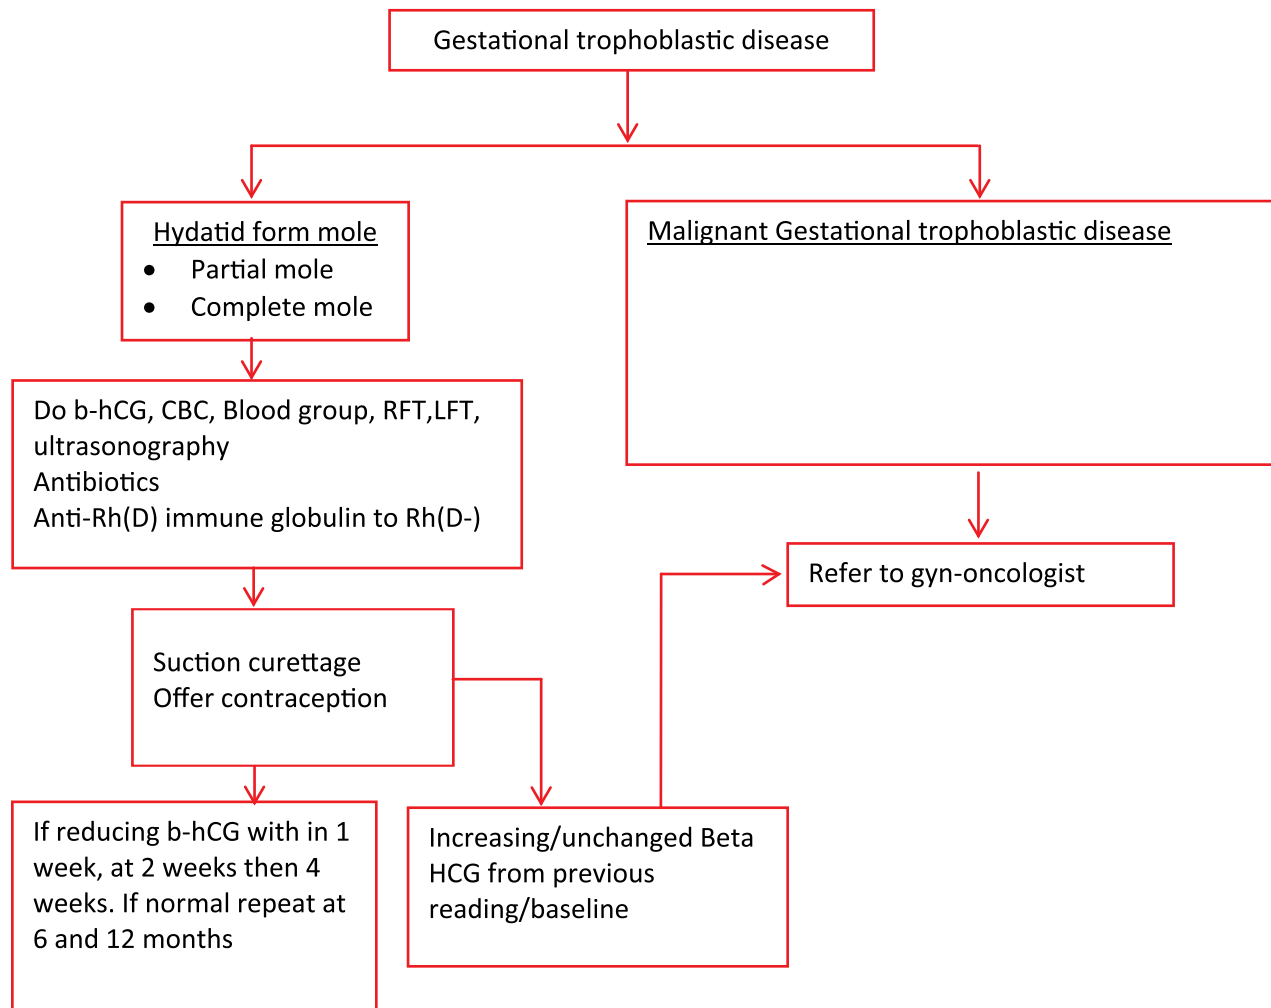 Gestational trophoblastic disease
Hydatid form mole
• Partial mole
• Complete mole
Malignant Gestational trophoblastic disease
Do b-hCG, CBC, Blood group, RFT,LFT,
ultrasonography
Antibiotics
Anti-Rh(D) immune globulin to Rh(D-)
Refer to gyn-oncologist
Suction curettage
Offer contraception
If reducing b-hCG with in 1
week, at 2 weeks then 4
weeks. If normal repeat at
6 and 12 months
Increasing/unchanged Beta
HCG from previous
reading/baseline